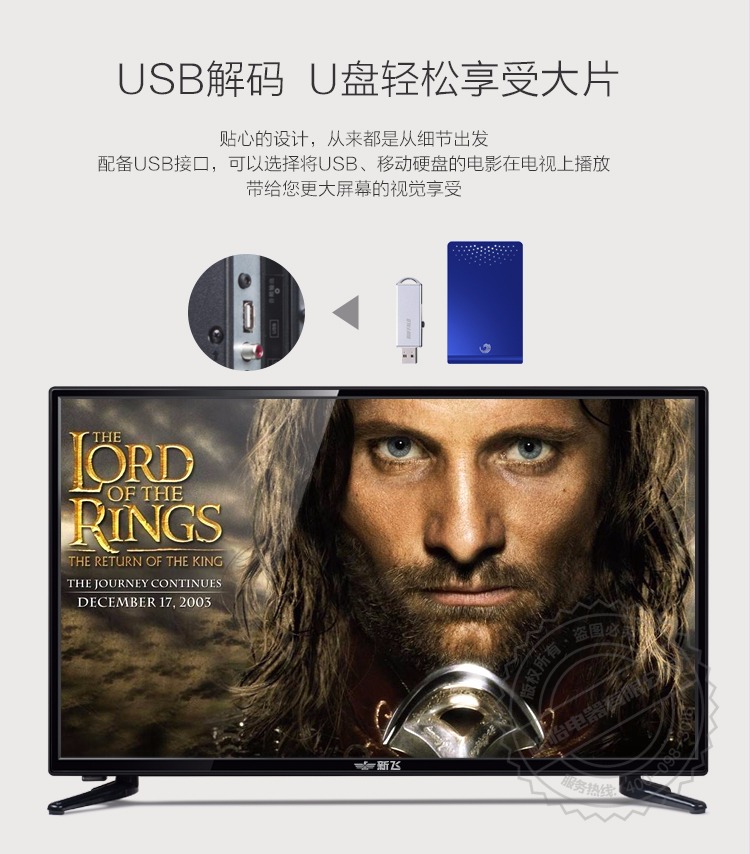 USB解码 U盘轻松享受大片
贴心的设计，从来都是从细节出发
配备USB接口，可以选择将USB、移动硬盘的电影在电视上播放
带给您更大屏幕的视觉享受
USB
THE
LORD
OF THE
RINGS
THE RETURN OF THE KING
THE JOURNEY CONTINUES
DECEMBER 17, 2003
版权所有·盗图必究
服务热线:
新飞